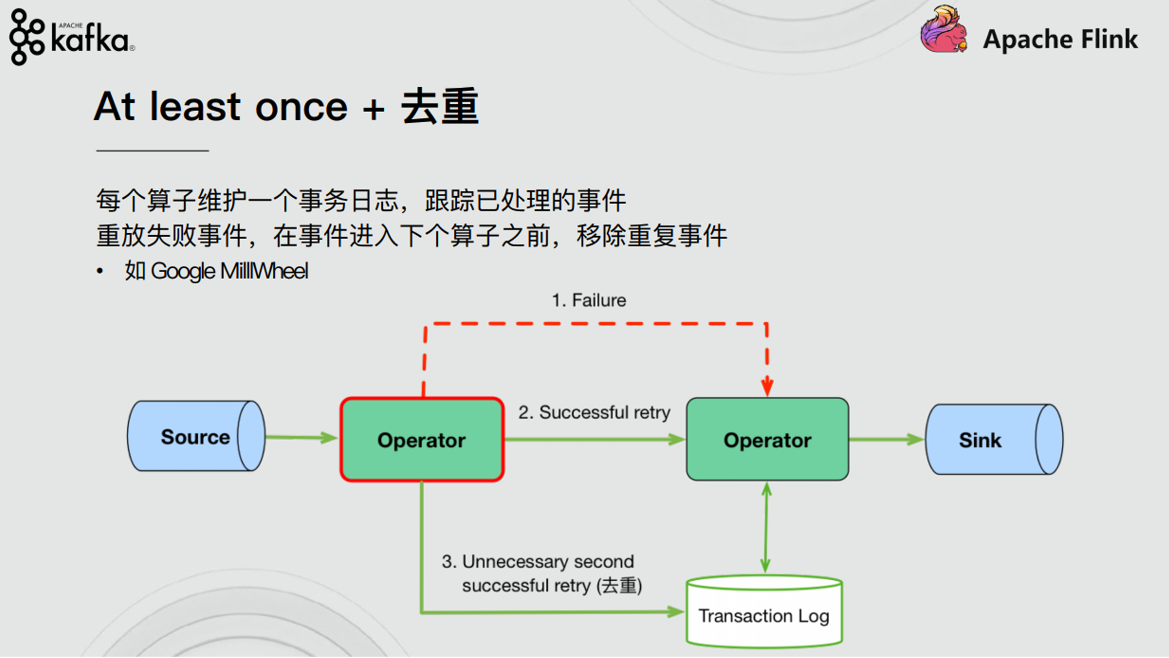 APACHE
kafka®
Apache Flink
At least once + 去重
每个算子维护一个事务日志，跟踪已处理的事件
重放失败事件，在事件进入下个算子之前，移除重复事件
• 如 Google MillWheel
1. Failure
2. Successful retry
Source
Operator
Operator
Sink
3. Unnecessary second
successful retry (去重)
Transaction Log